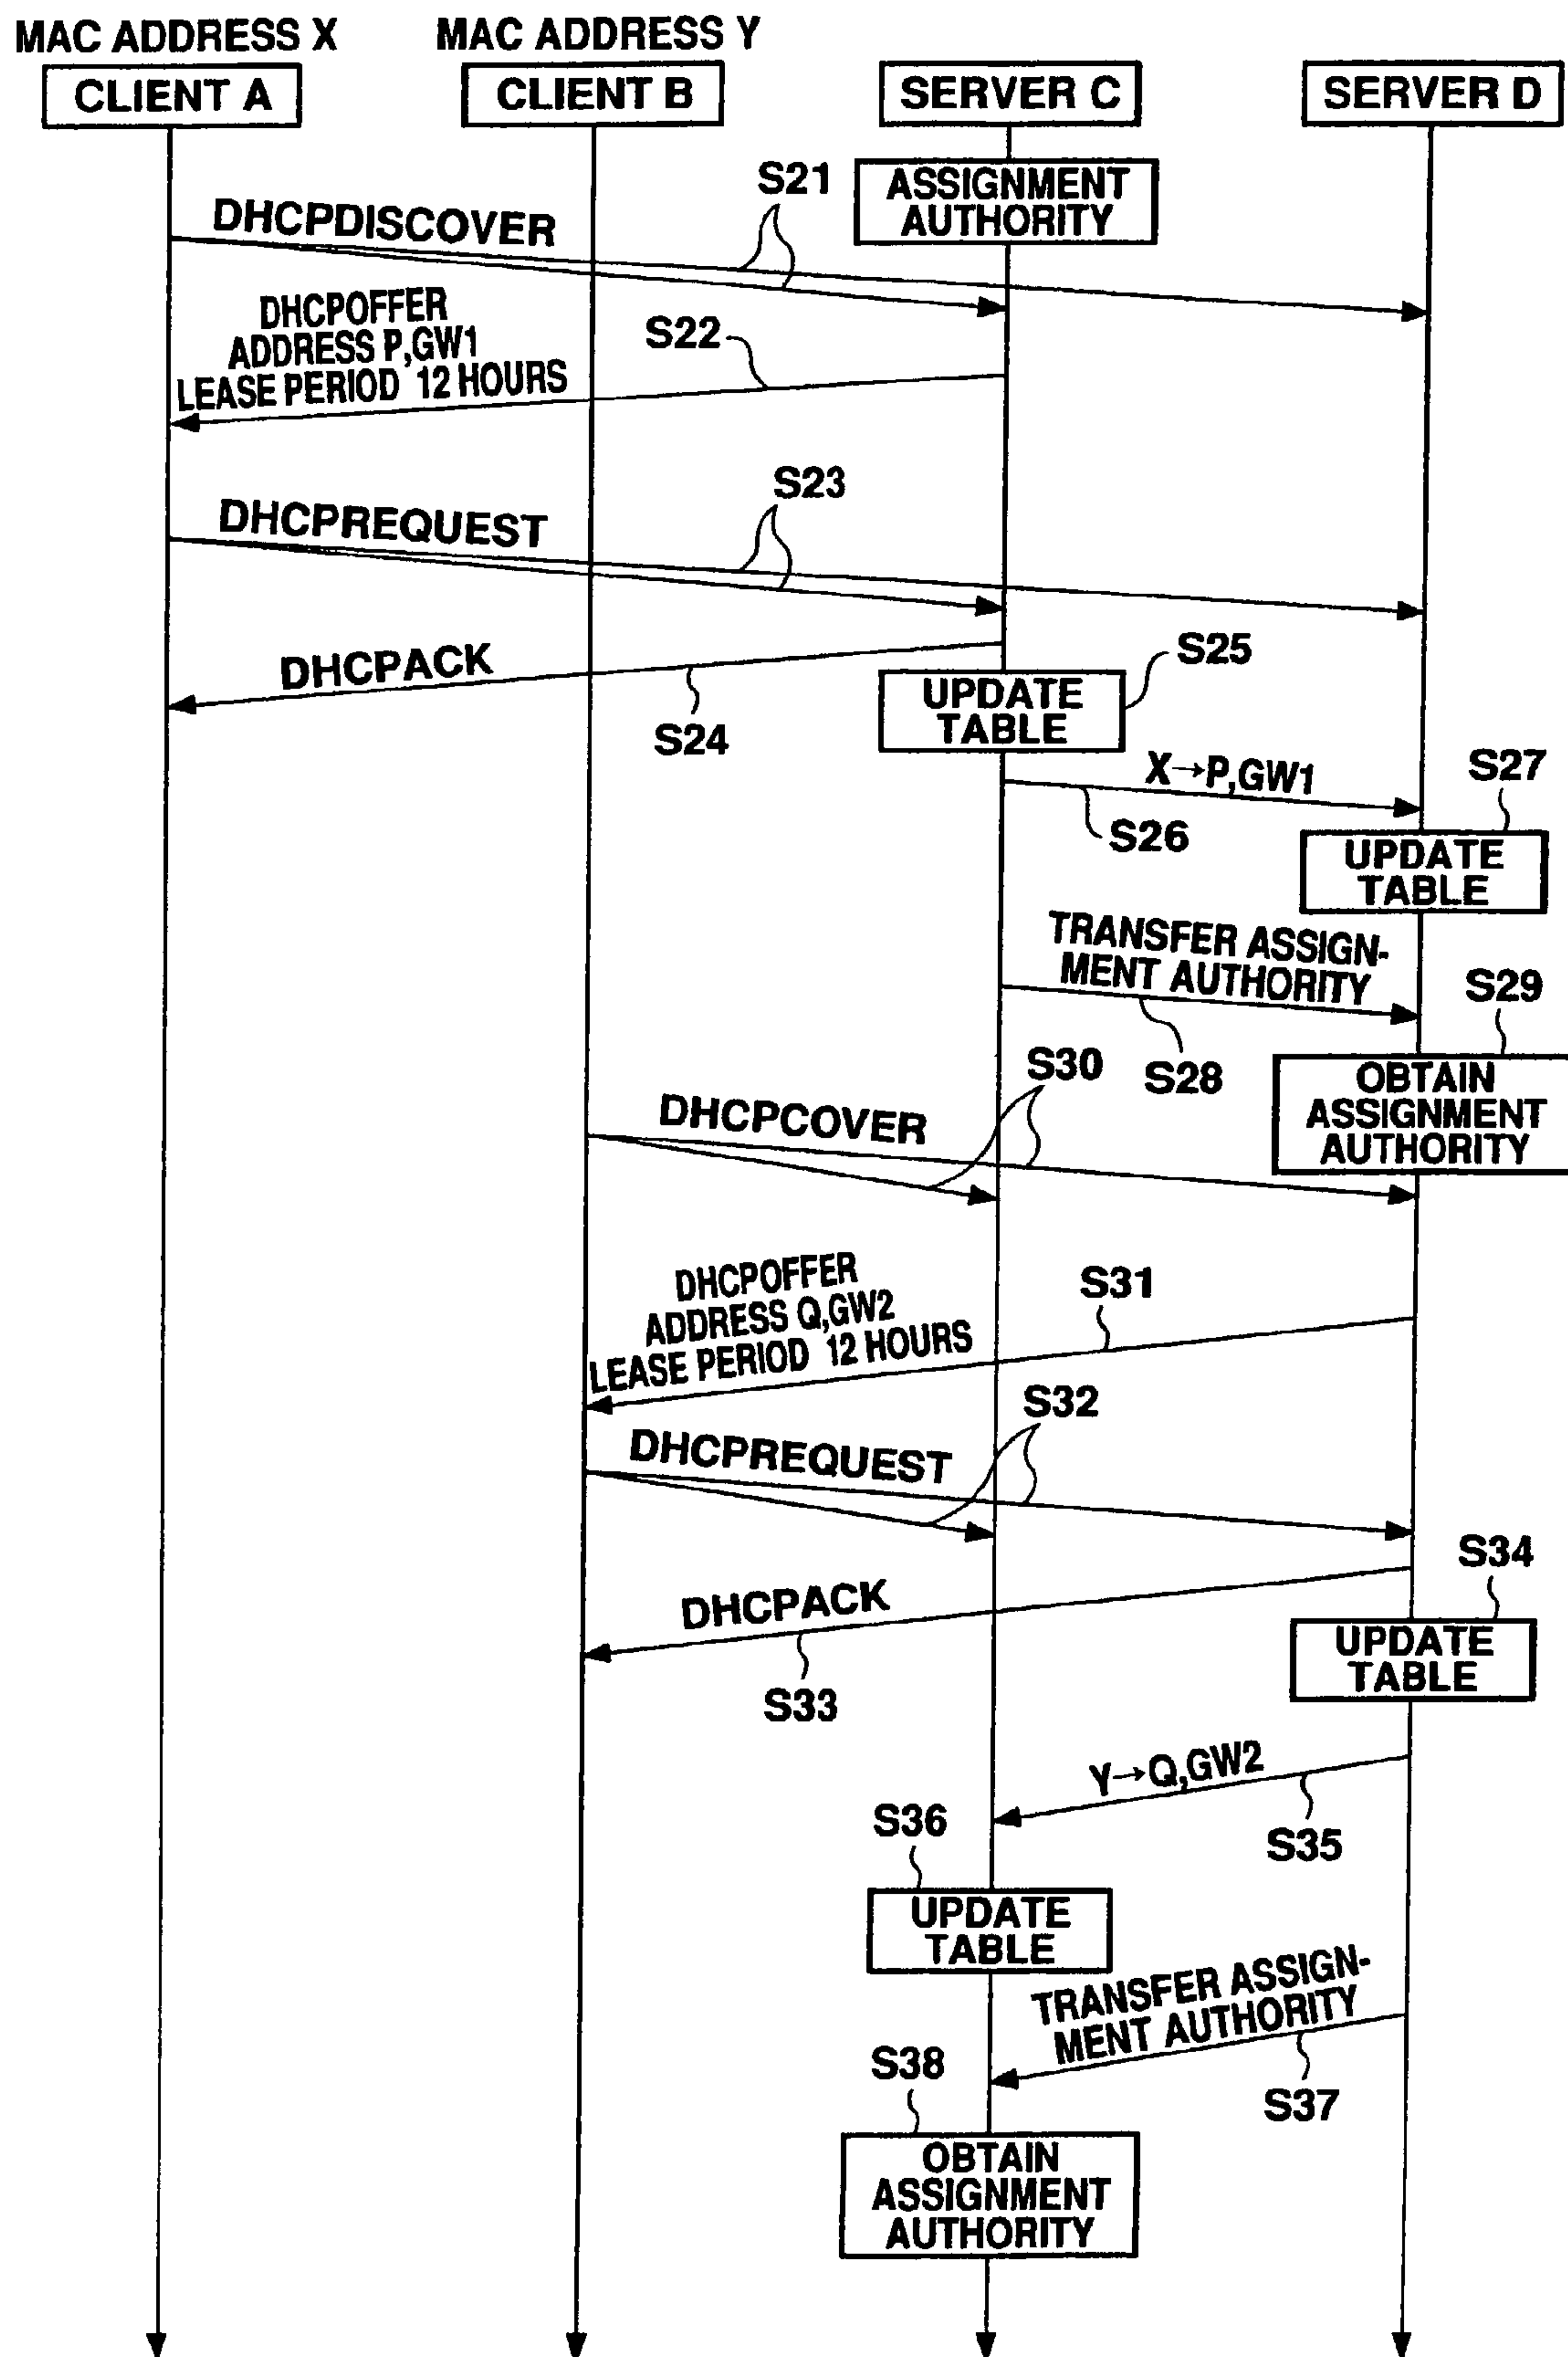 MAC ADDRESS X
MAC ADDRESS Y
CLIENT A
CLIENT B
SERVER C
SERVER D
S21
ASSIGNMENT
AUTHORITY
DHCPDISCOVER
DHCPOFFER
ADDRESS P,GW1
LEASE PERIOD 12 HOURS
S22
S23
DHCPREQUEST
DHCPACK
S24
UPDATE
TABLE
S25
X→P,GW1
S26
S27
UPDATE
TABLE
TRANSFER ASSIGN-
MENT AUTHORITY
S28
S29
OBTAIN
ASSIGNMENT
AUTHORITY
S30
DHCPCOVER
DHCPOFFER
ADDRESS Q,GW2
LEASE PERIOD 12 HOURS
S31
S32
DHCPREQUEST
DHCPACK
S33
S34
UPDATE
TABLE
Y→Q,GW2
S35
S36
UPDATE
TABLE
TRANSFER ASSIGN-
MENT AUTHORITY
S37
S38
OBTAIN
ASSIGNMENT
AUTHORITY